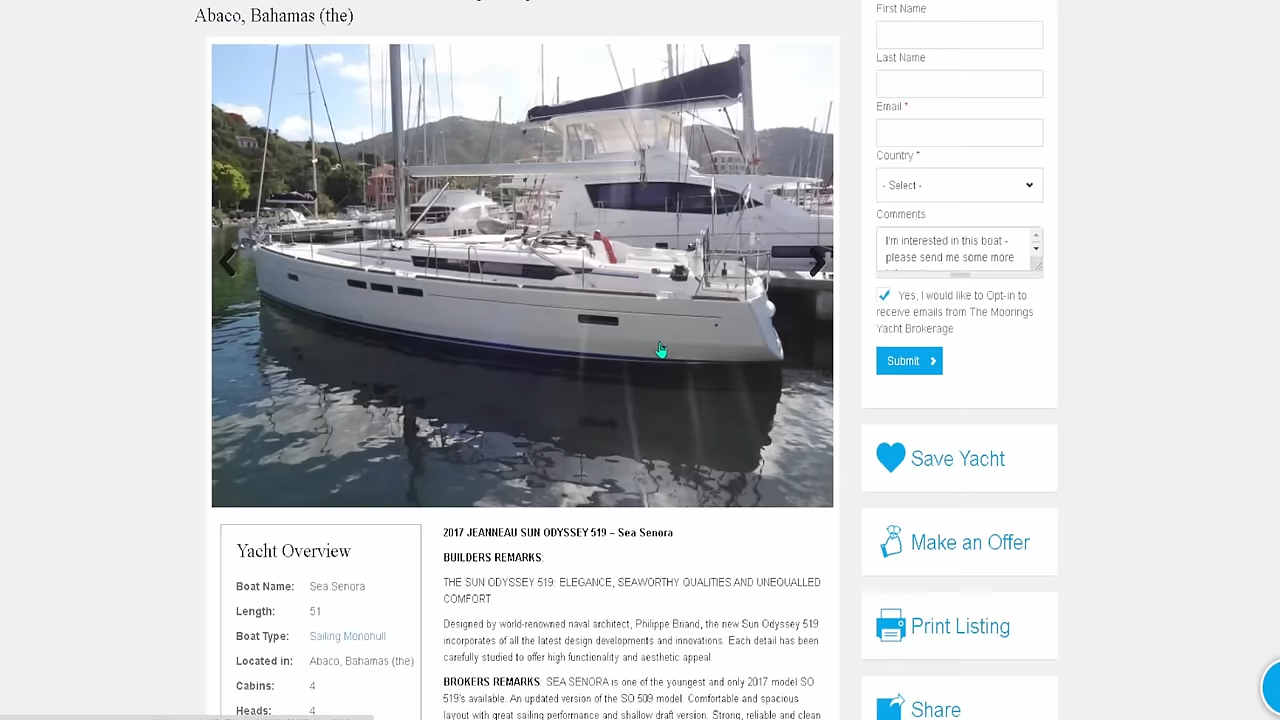 Abaco, Bahamas (the)
First Name
Last Name
Email *
Country *
- Select -
Comments
I'm interested in this boat -
please send me some more
Yes, I would like to Opt-in to
receive emails from The Moorings
Yacht Brokerage
Submit
Save Yacht
Make an Offer
Print Listing
Share
Yacht Overview
Boat Name: Sea Senora
Length: 51
Boat Type: Sailing Monohull
Located in: Abaco, Bahamas (the)
Cabins: 4
Heads: 4
2017 JEANNEAU SUN ODYSSEY 519 – Sea Senora
BUILDERS REMARKS:
THE SUN ODYSSEY 519: ELEGANCE, SEAWORTHY QUALITIES AND UNEQUALLED
COMFORT
Designed by world-renowned naval architect, Philippe Briand, the new Sun Odyssey 519
incorporates of all the latest design developments and innovations. Each detail has been
carefully studied to offer high functionality and aesthetic appeal.
BROKERS REMARKS: SEA SENORA is one of the youngest and only 2017 model SO
519's available. An updated version of the SO 509 model. Comfortable and spacious
layout with great sailing performance and shallow draft version. Strong, reliable and clean